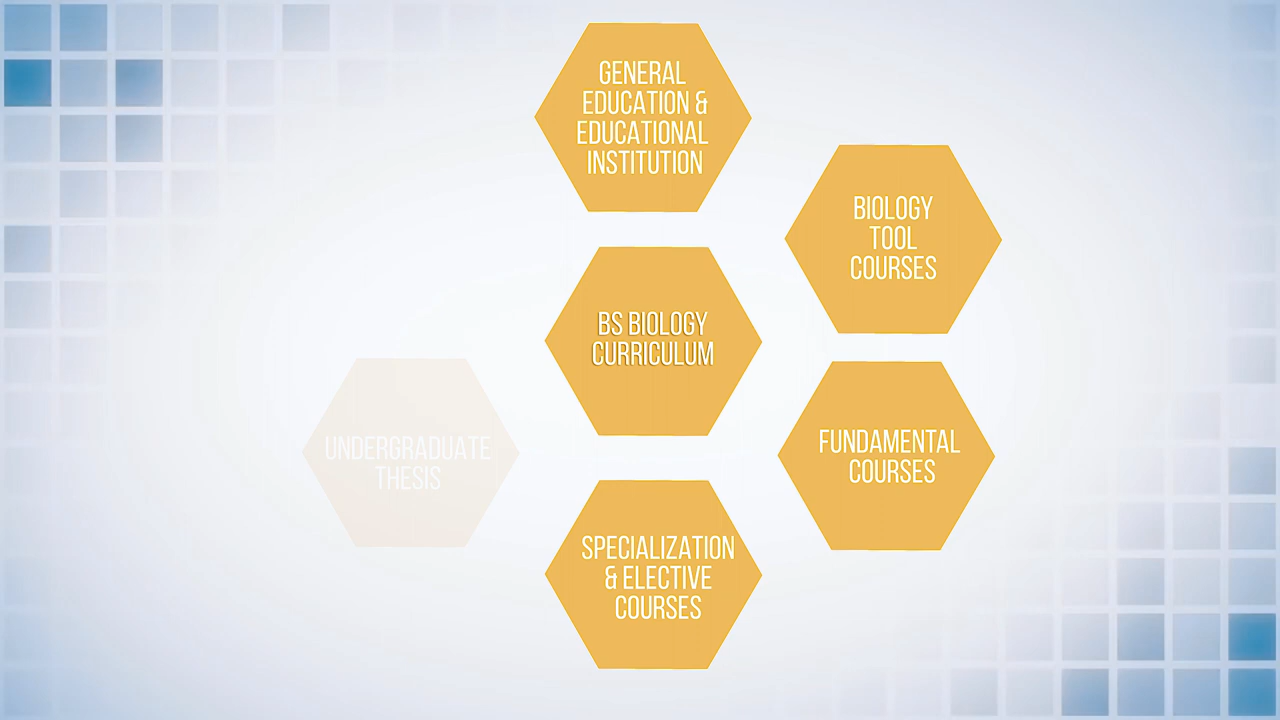 GENERAL
EDUCATION &
EDUCATIONAL
INSTITUTION
BIOLOGY
TOOL
COURSES
BS BIOLOGY
CURRICULUM
FUNDAMENTAL
COURSES
UNDERGRADUATE
THESIS
SPECIALIZATION
& ELECTIVE
COURSES